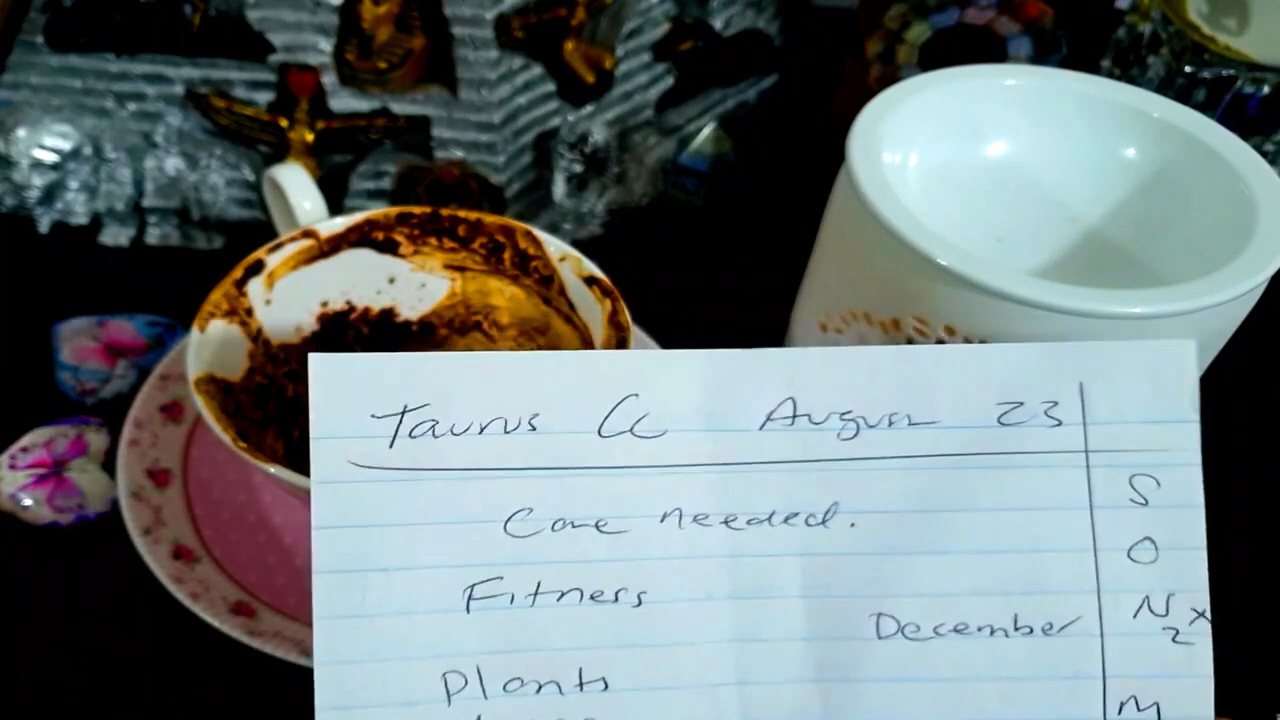 Taurus Cc August 23
Care needed.
Fitness
December
Plants
S
O
N x
2
M